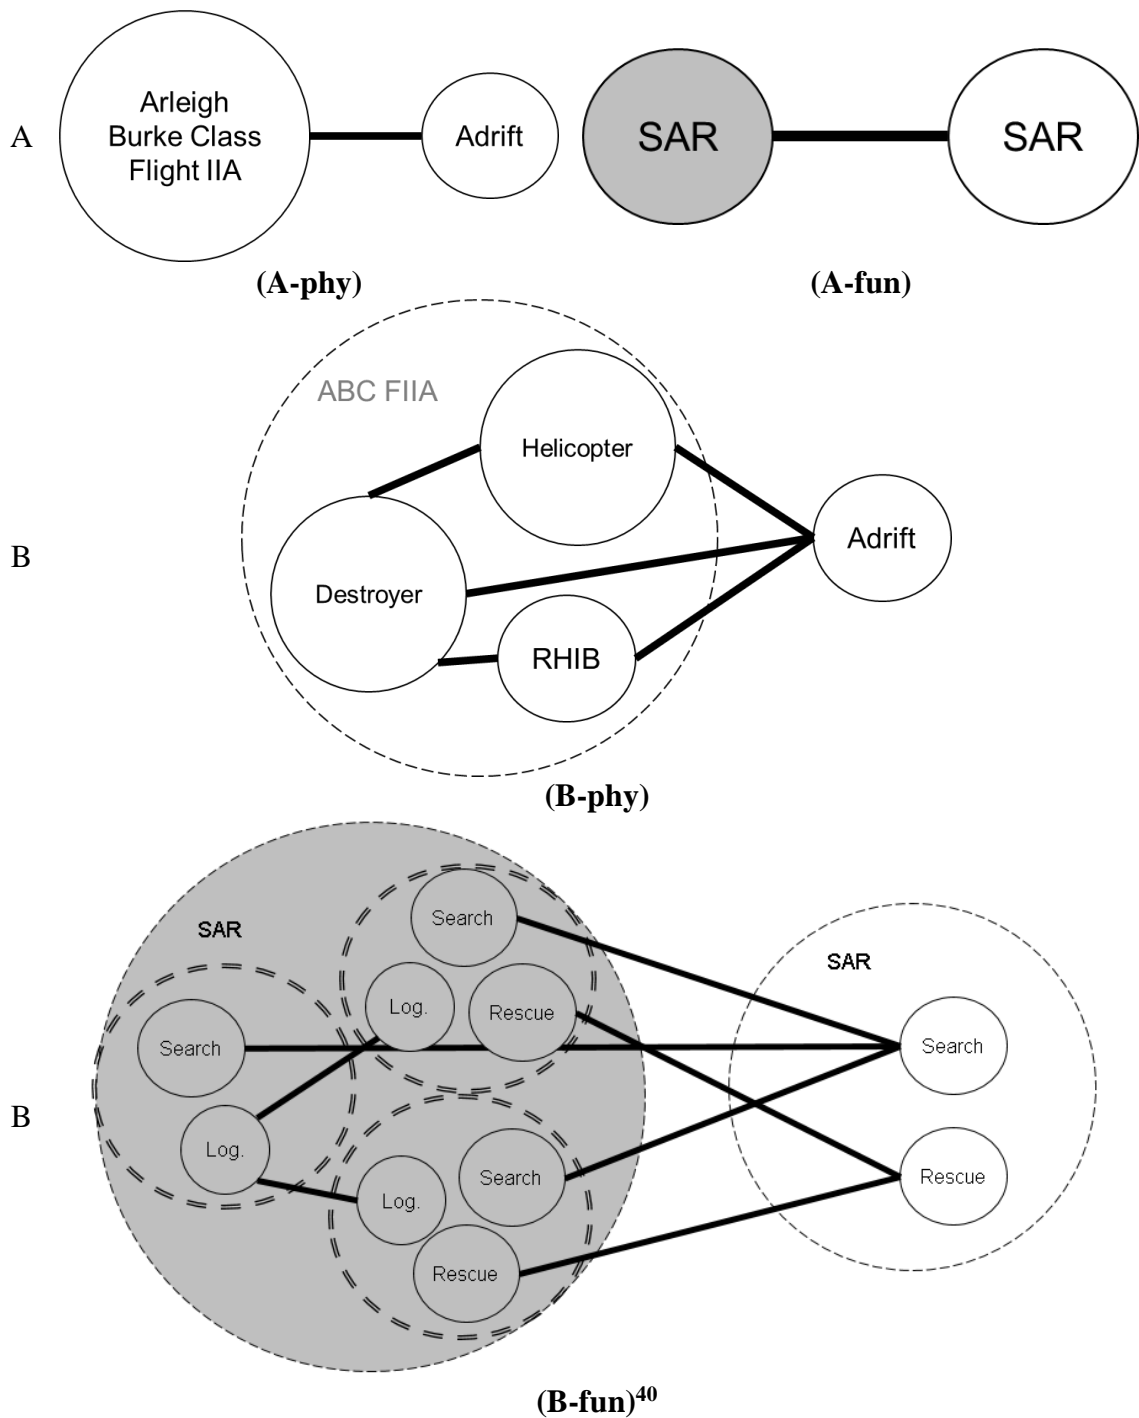 A
Arleigh
Burke Class
Flight IIA
Adrift
SAR
SAR
(A-phy)
(A-fun)
B
ABC FIIA
Helicopter
Destroyer
RHIB
Adrift
(B-phy)
B
SAR
Search
Log.
Rescue
Search
Log.
Log.
Search
Rescue
SAR
Search
Rescue
(B-fun)40